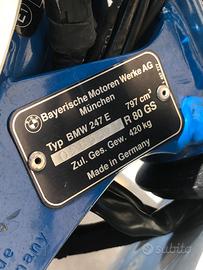 Bayerische Motoren Werke AG
München
797 cm³
Typ BMW 247 E
R 80 GS
Zul. Ges. Gew. 420 kg
Made in Germany
subito